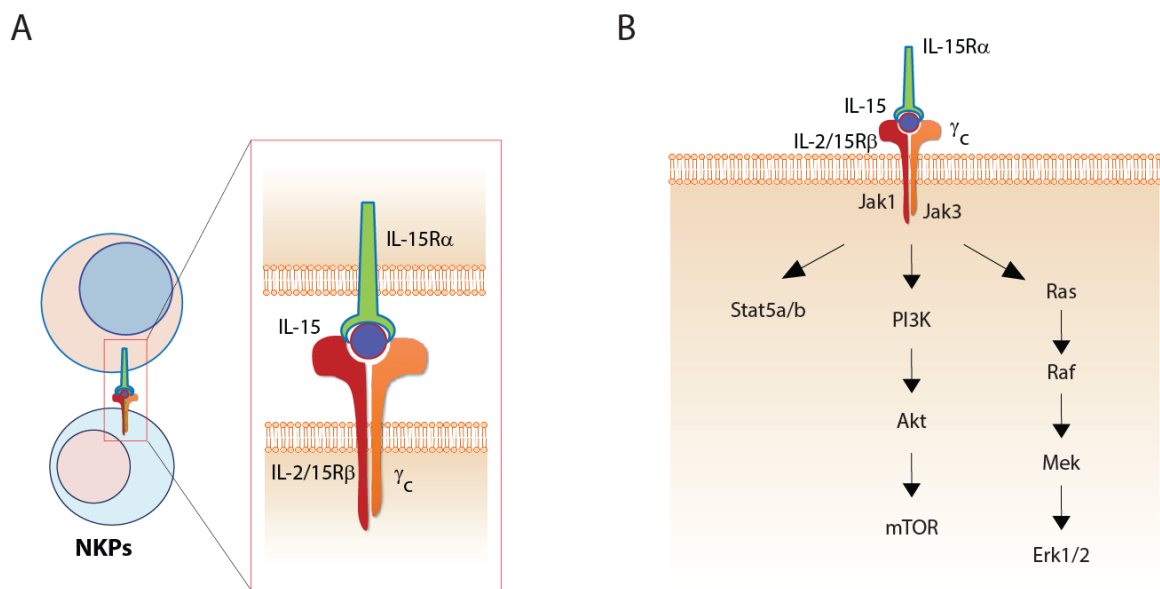 A
IL-15Rα
IL-15
IL-2/15Rβ
γc
NKPs
B
IL-15Rα
IL-15
IL-2/15Rβ
γc
Jak1
Jak3
Stat5a/b
PI3K
Akt
mTOR
Ras
Raf
Mek
Erk1/2